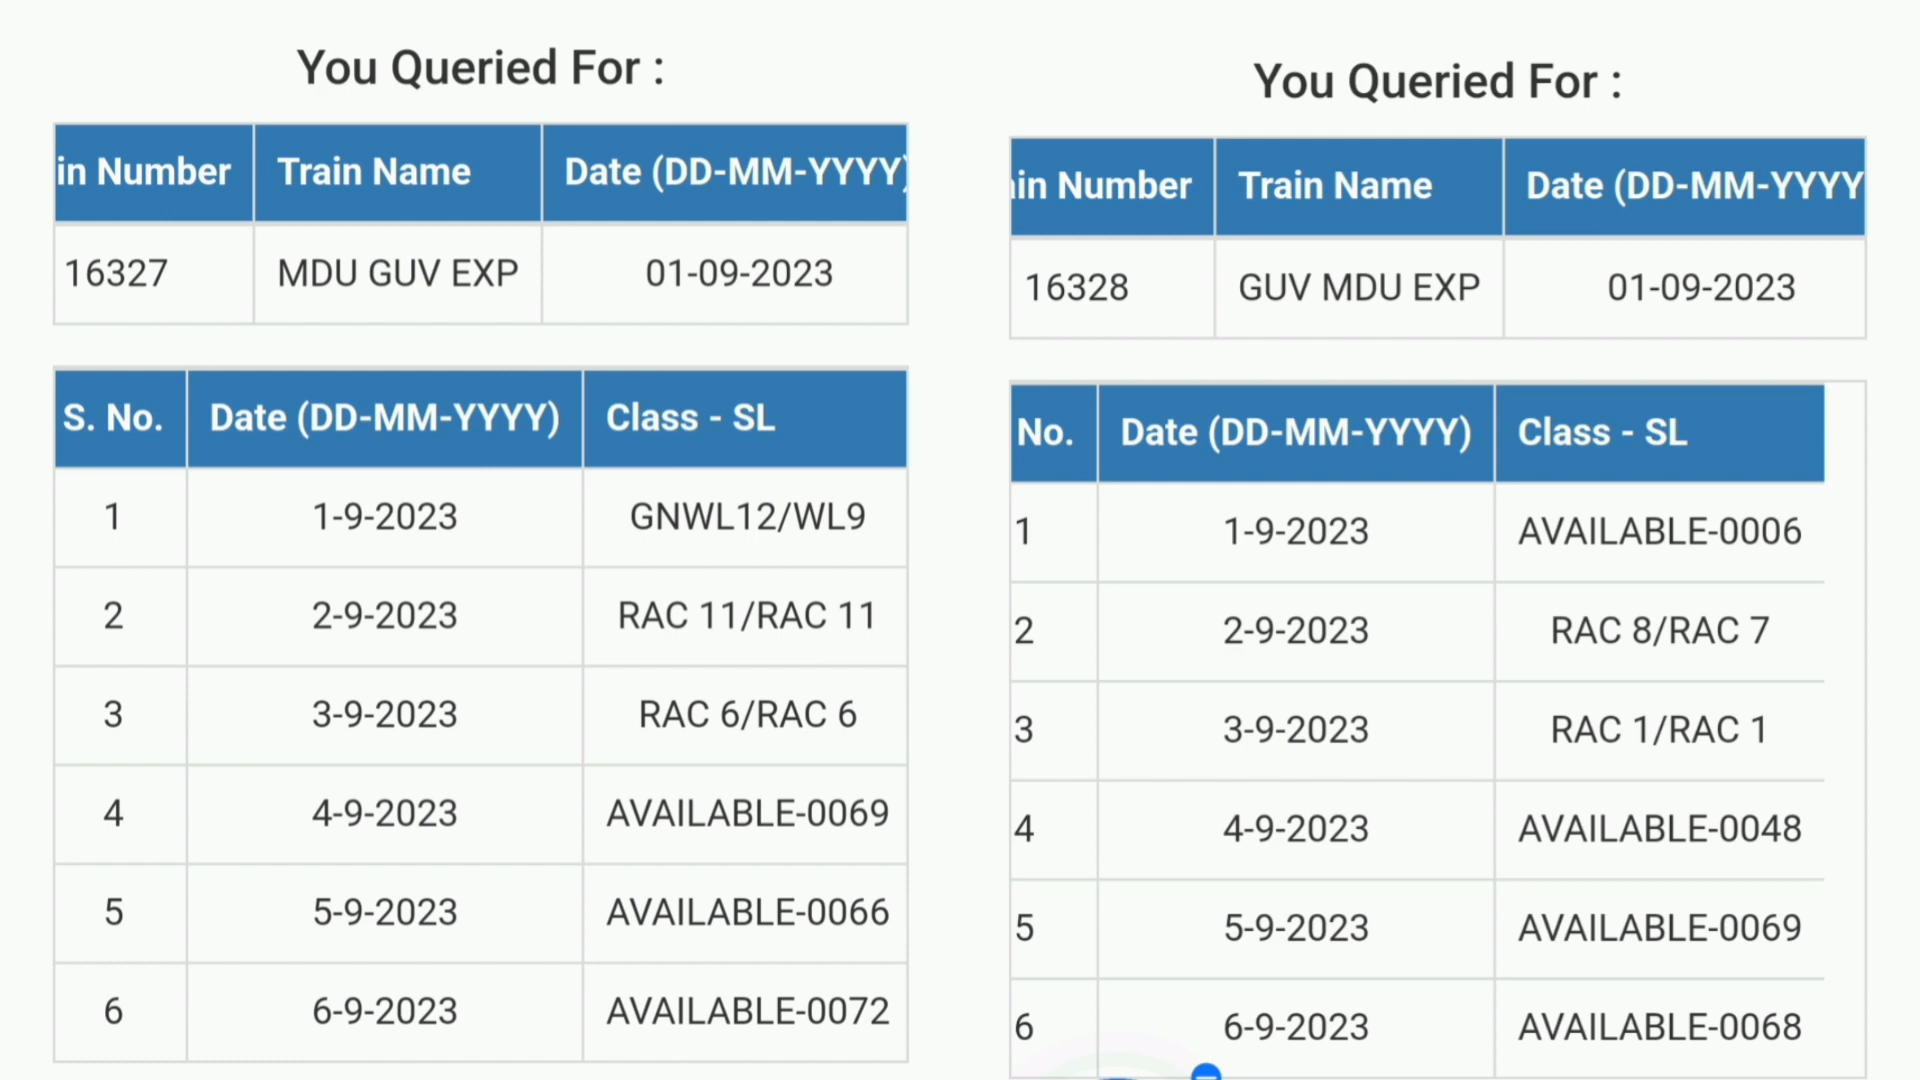 You Queried For :
in Number Train Name Date (DD-MM-YYYY)
16327 MDU GUV EXP 01-09-2023
S. No. Date (DD-MM-YYYY) Class - SL
1 1-9-2023 GNWL12/WL9
2 2-9-2023 RAC 11/RAC 11
3 3-9-2023 RAC 6/RAC 6
4 4-9-2023 AVAILABLE-0069
5 5-9-2023 AVAILABLE-0066
6 6-9-2023 AVAILABLE-0072
You Queried For :
in Number Train Name Date (DD-MM-YYYY
16328 GUV MDU EXP 01-09-2023
No. Date (DD-MM-YYYY) Class - SL
1 1-9-2023 AVAILABLE-0006
2 2-9-2023 RAC 8/RAC 7
3 3-9-2023 RAC 1/RAC 1
4 4-9-2023 AVAILABLE-0048
5 5-9-2023 AVAILABLE-0069
6 6-9-2023 AVAILABLE-0068